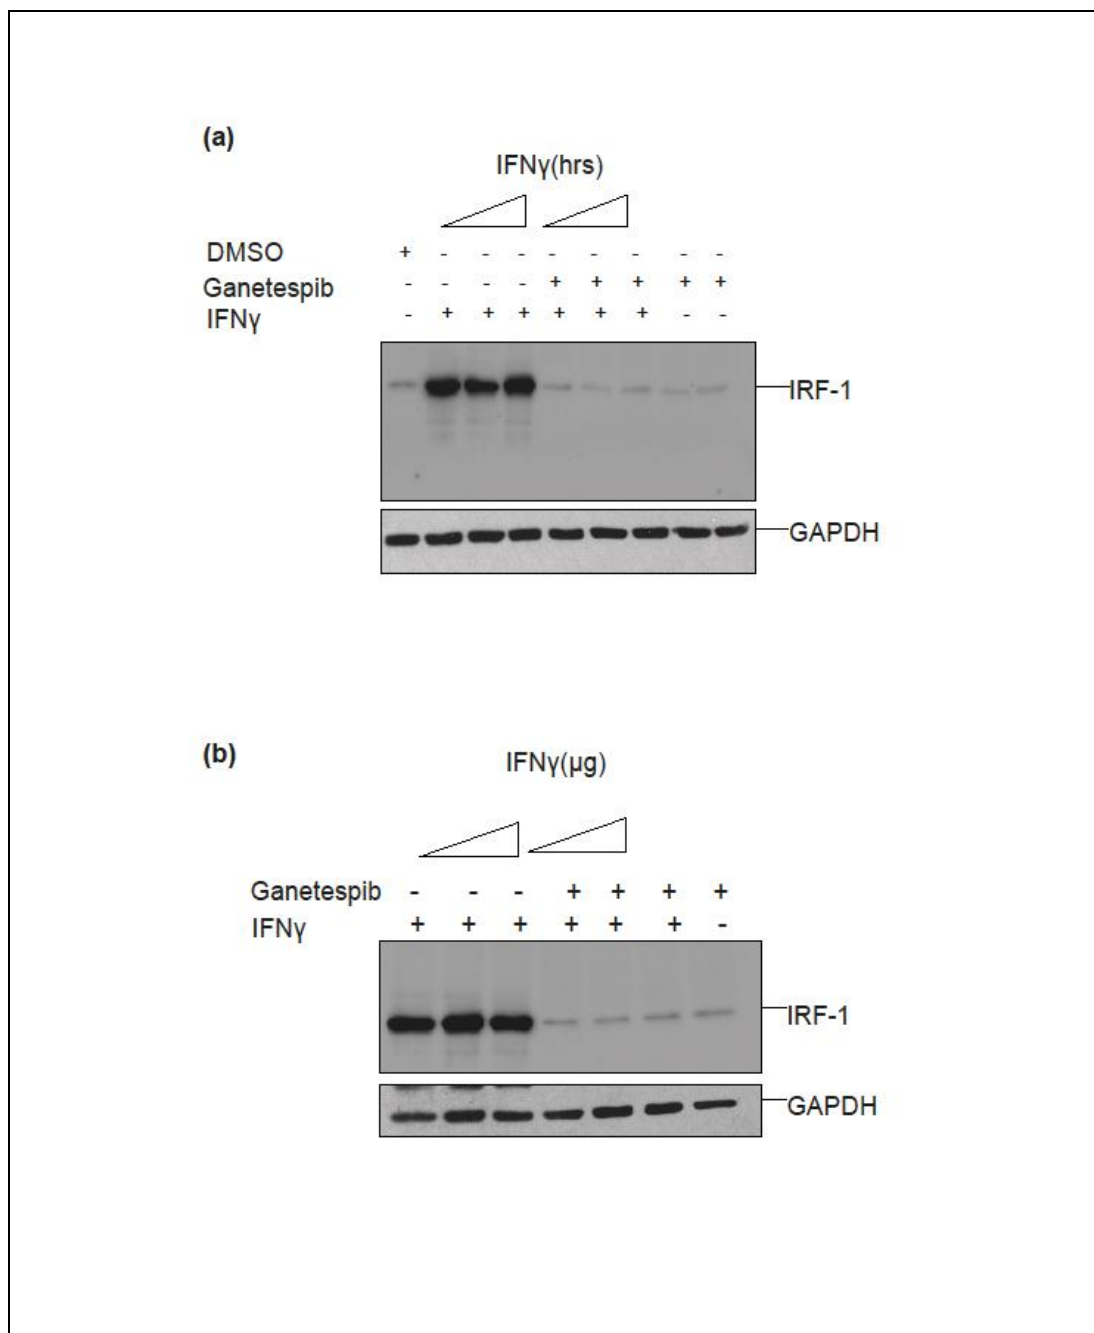 (a)
IFNγ(hrs)
DMSO + - - - - - - - -
Ganetespib - - - - + + + + +
IFNγ - + + + + + + - -
IRF-1
GAPDH
(b)
IFNγ(µg)
Ganetespib - - - + + + +
IFNγ + + + + + + -
IRF-1
GAPDH